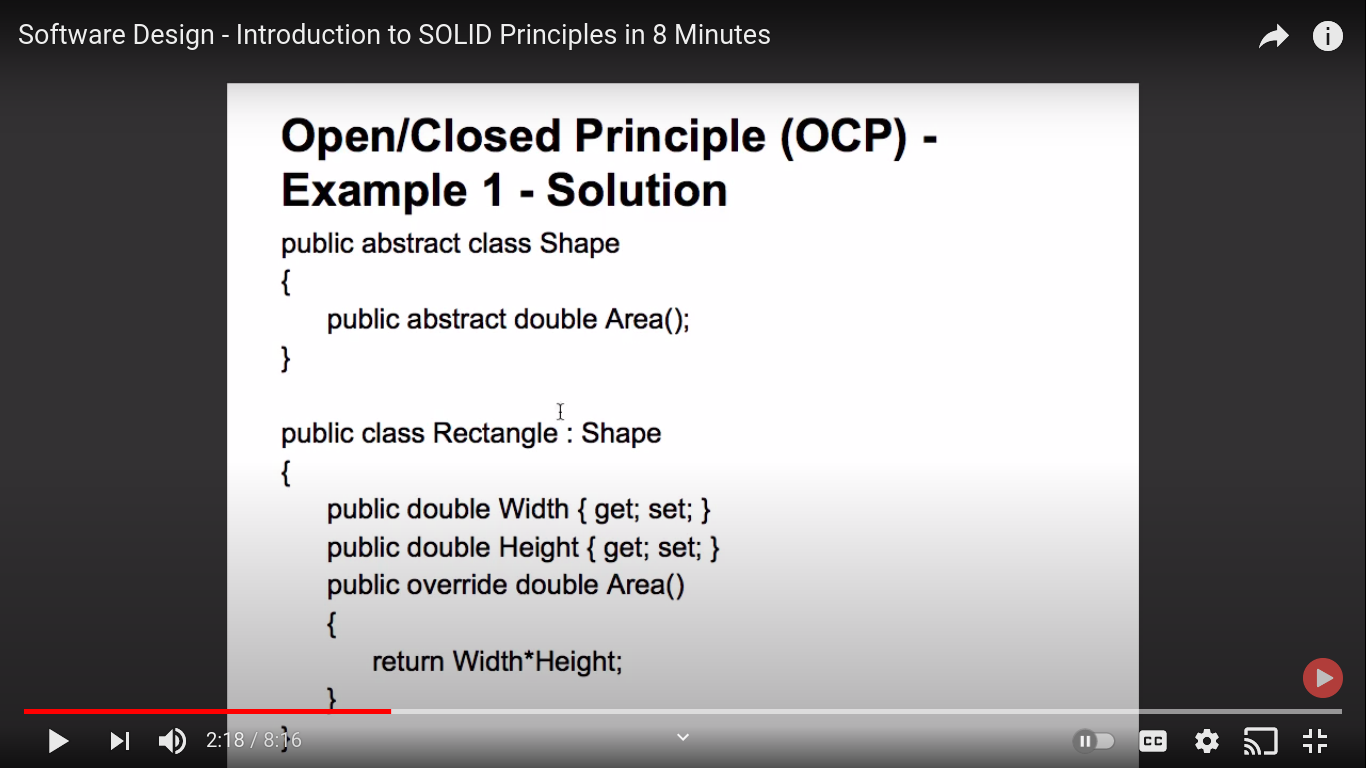 Software Design - Introduction to SOLID Principles in 8 Minutes
Open/Closed Principle (OCP) -
Example 1 - Solution
public abstract class Shape
{
public abstract double Area();
}
public class Rectangle : Shape
{
public double Width { get; set; }
public double Height { get; set; }
public override double Area()
{
return Width*Height;
}
}
2:18 / 8:16
CC